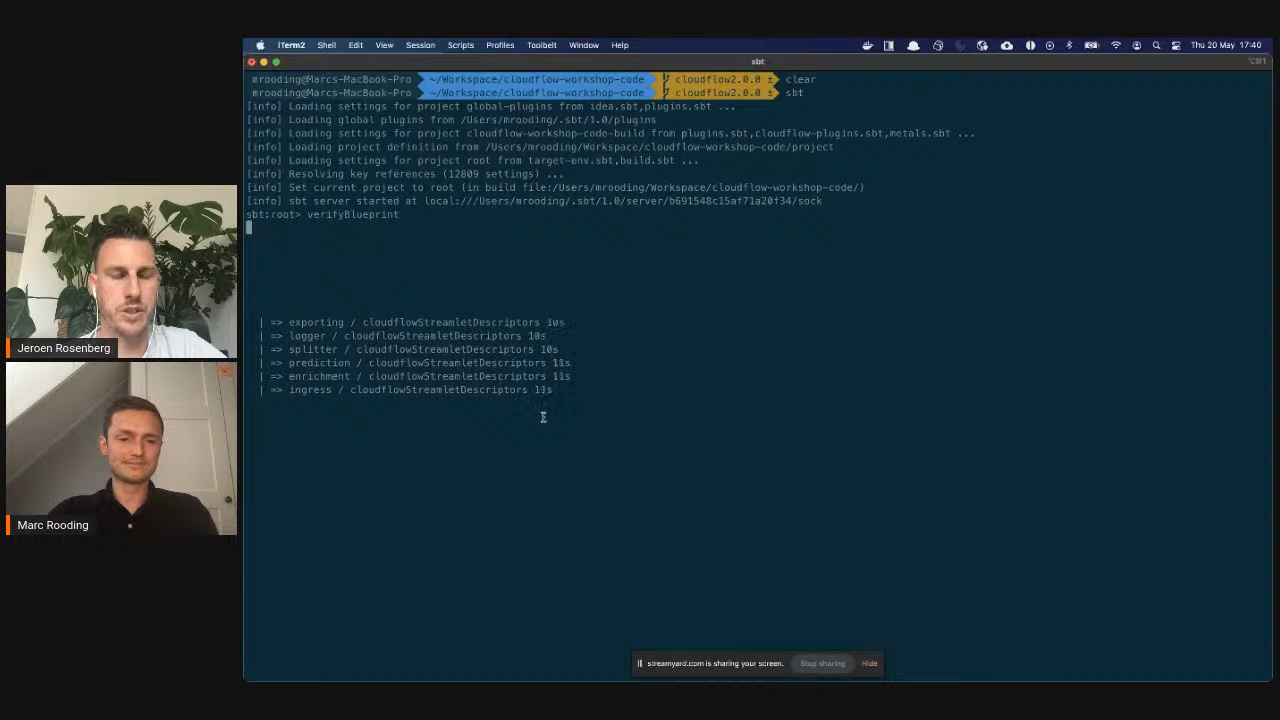 iTerm2 Shell Edit View Session Scripts Profiles Toolbelt Window Help Thu 20 May 17:40
sbt
mrooding@Marcs-MacBook-Pro ~/Workspace/cloudflow-workshop-code cloudflow2.0.0 ± clear
mrooding@Marcs-MacBook-Pro ~/Workspace/cloudflow-workshop-code cloudflow2.0.0 ± sbt
[info] Loading settings for project global-plugins from idea.sbt,plugins.sbt ...
[info] Loading global plugins from /Users/mrooding/.sbt/1.0/plugins
[info] Loading settings for project cloudflow-workshop-code-build from plugins.sbt,cloudflow-plugins.sbt,metals.sbt ...
[info] Loading project definition from /Users/mrooding/Workspace/cloudflow-workshop-code/project
[info] Loading settings for project root from target-env.sbt,build.sbt ...
[info] Resolving key references (12809 settings) ...
[info] Set current project to root (in build file:/Users/mrooding/Workspace/cloudflow-workshop-code/)
[info] sbt server started at local:///Users/mrooding/.sbt/1.0/server/b691548c15af71a20f34/sock
sbt:root> verifyBlueprint
| => exporting / cloudflowStreamletDescriptors 10s
| => logger / cloudflowStreamletDescriptors 10s
| => splitter / cloudflowStreamletDescriptors 10s
| => prediction / cloudflowStreamletDescriptors 11s
| => enrichment / cloudflowStreamletDescriptors 11s
| => ingress / cloudflowStreamletDescriptors 11s
Jeroen Rosenberg
Marc Rooding
streamyard.com is sharing your screen. Stop sharing Hide